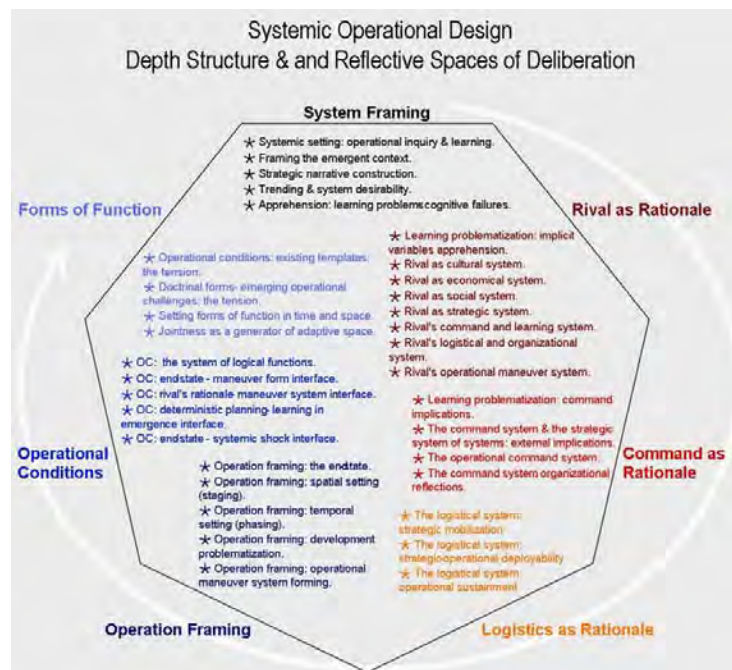 Systemic Operational Design
Depth Structure & and Reflective Spaces of Deliberation
System Framing
* Systemic setting: operational inquiry & learning.
* Framing the emergent context.
* Strategic narrative construction.
* Trending & system desirability.
* Apprehension: learning problems cognitive failures.
Rival as Rationale
* Learning problematization: implicit
variables apprehension.
* Rival as cultural system.
* Rival as economical system.
* Rival as social system.
* Rival as strategic system.
* Rival's command and learning system.
* Rival's logistical and organizational
system.
* Rival's operational maneuver system.
Command as
Rationale
* Learning problematization: command
implications.
* The command system & the strategic
system of systems: external implications.
* The operational command system.
* The command system organizational
reflections.
Logistics as Rationale
* The logistical system:
strategic mobilization
* The logistical system:
strategio operational deployability
* The logistical system
operational sustainment
Operation Framing
* Operation framing: the endtate.
* Operation framing: spatial setting
(staging).
* Operation framing: temporal
setting (phasing).
* Operation framing: development
problematization.
* Operation framing: operational
maneuver system forming.
Operational
Conditions
* OC: the system of logical functions.
* OC: endstate - maneuver form interface.
* OC: rival's rationale- maneuver system interface.
* OC: deterministic planning- learning in
emergence interface.
* OC: endstate - systemic shock interface.
Forms of Function
* Operational conditions: existing templates:
the tension.
* Doctrinal forms- emerging operational
challenges: the tension.
* Setting forms of function in time and space.
* Jointness as a generator of adaptive space.